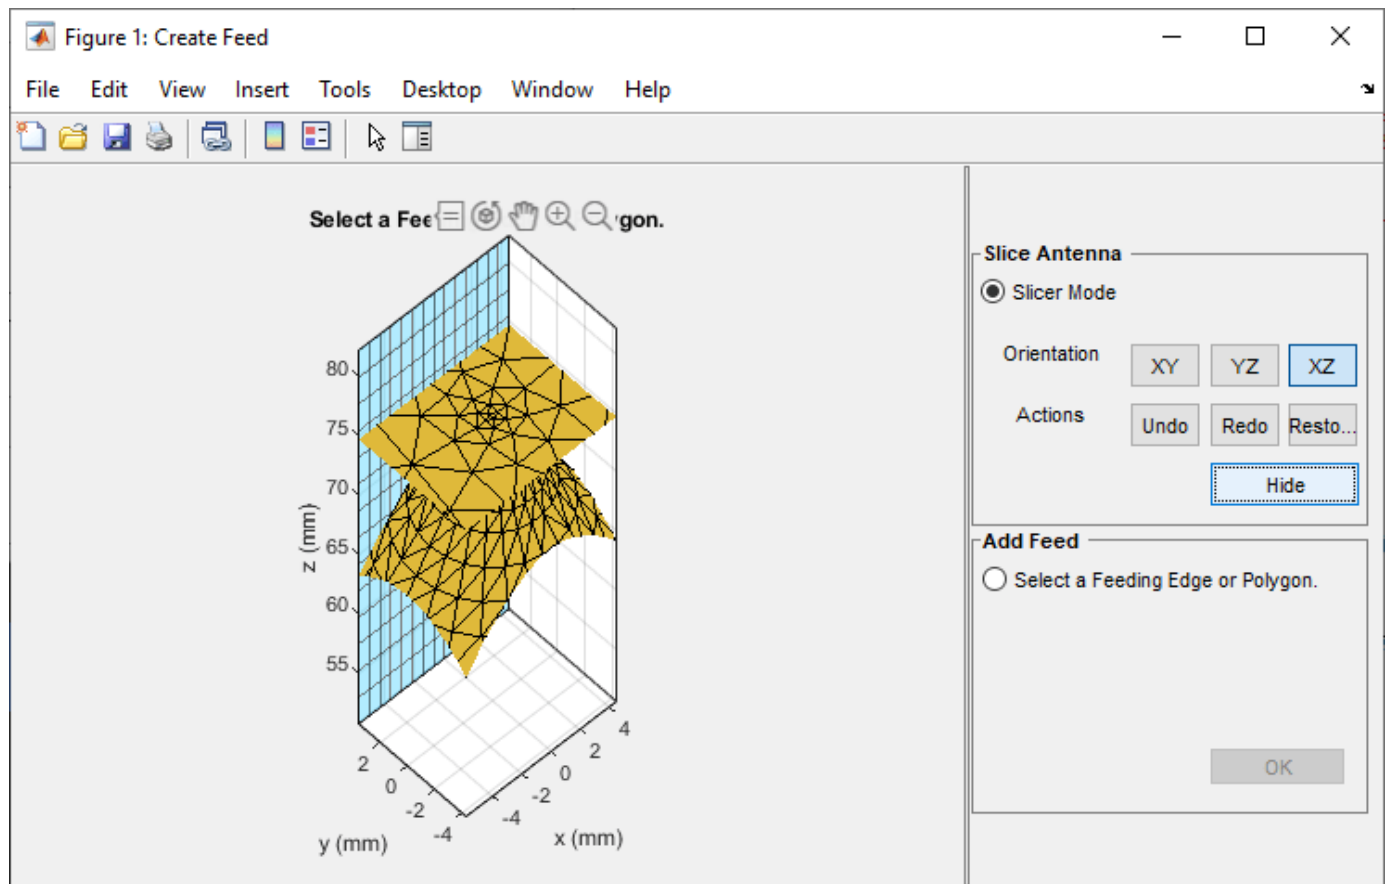 Figure 1: Create Feed
File Edit View Insert Tools Desktop Window Help
Select a Fee gon.
80
75
70
65
60
55
z (mm)
2
0
-2
-4
y (mm)
-4
-2
0
2
4
x (mm)
Slice Antenna
Slicer Mode
Orientation XY YZ XZ
Actions Undo Redo Resto...
Hide
Add Feed
Select a Feeding Edge or Polygon.
OK